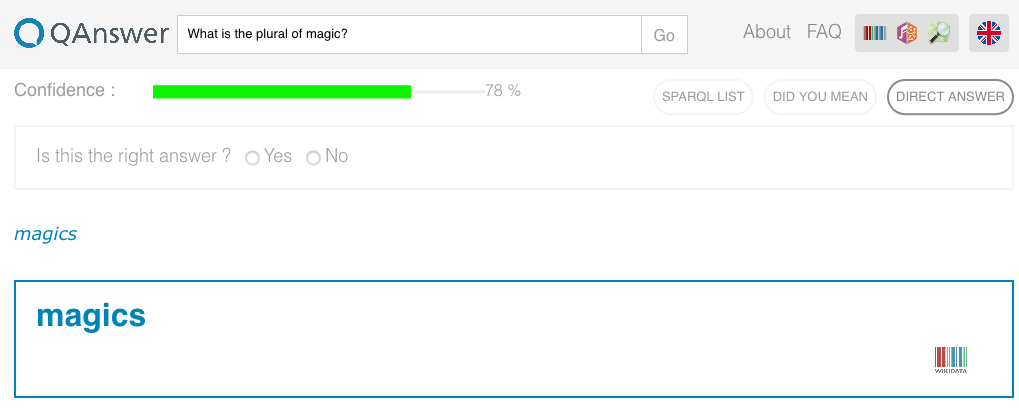 QAnswer What is the plural of magic? Go About FAQ
Confidence : 78 % SPARQL LIST DID YOU MEAN DIRECT ANSWER
Is this the right answer ? Yes No
magics
magics
WIKIDATA